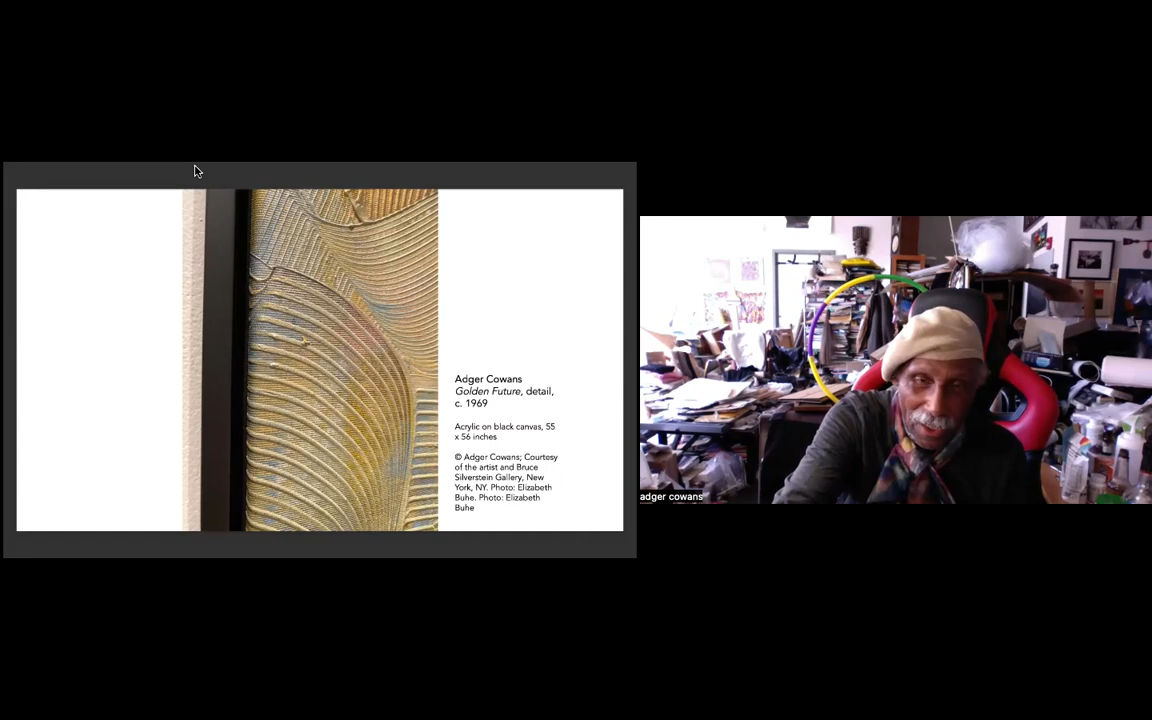 Adger Cowans
Golden Future, detail,
c. 1969
Acrylic on black canvas, 55
x 56 inches
© Adger Cowans; Courtesy
of the artist and Bruce
Silverstein Gallery, New
York, NY. Photo: Elizabeth
Buhe. Photo: Elizabeth
Buhe
adger cowans